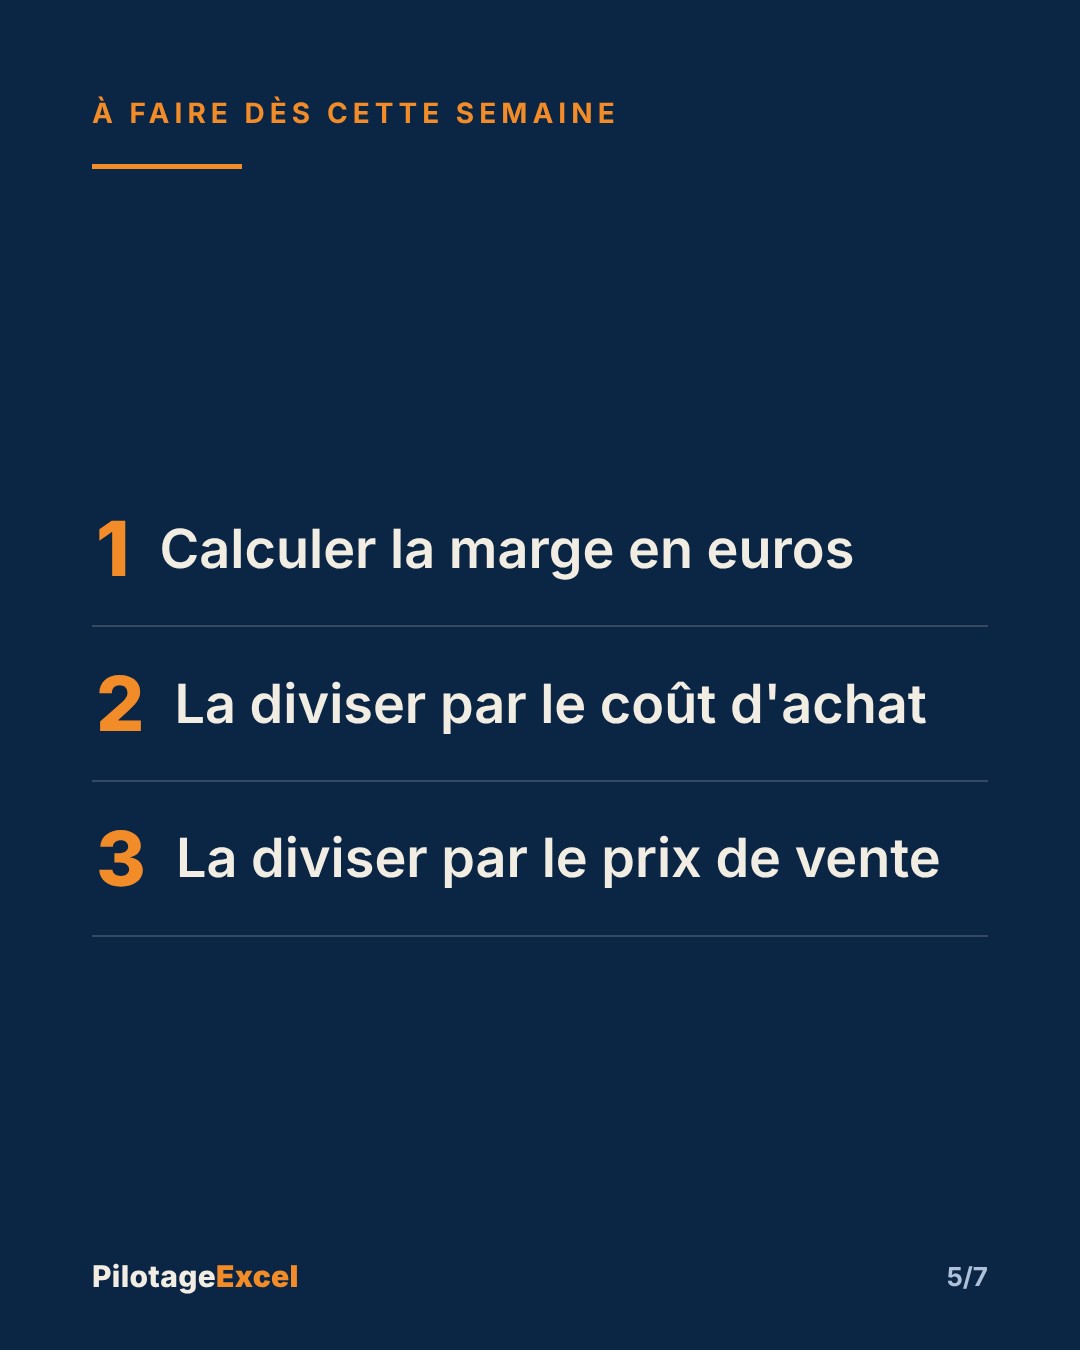 À FAIRE DÈS CETTE SEMAINE
1 Calculer la marge en euros
2 La diviser par le coût d'achat
3 La diviser par le prix de vente
PilotageExcel
5/7